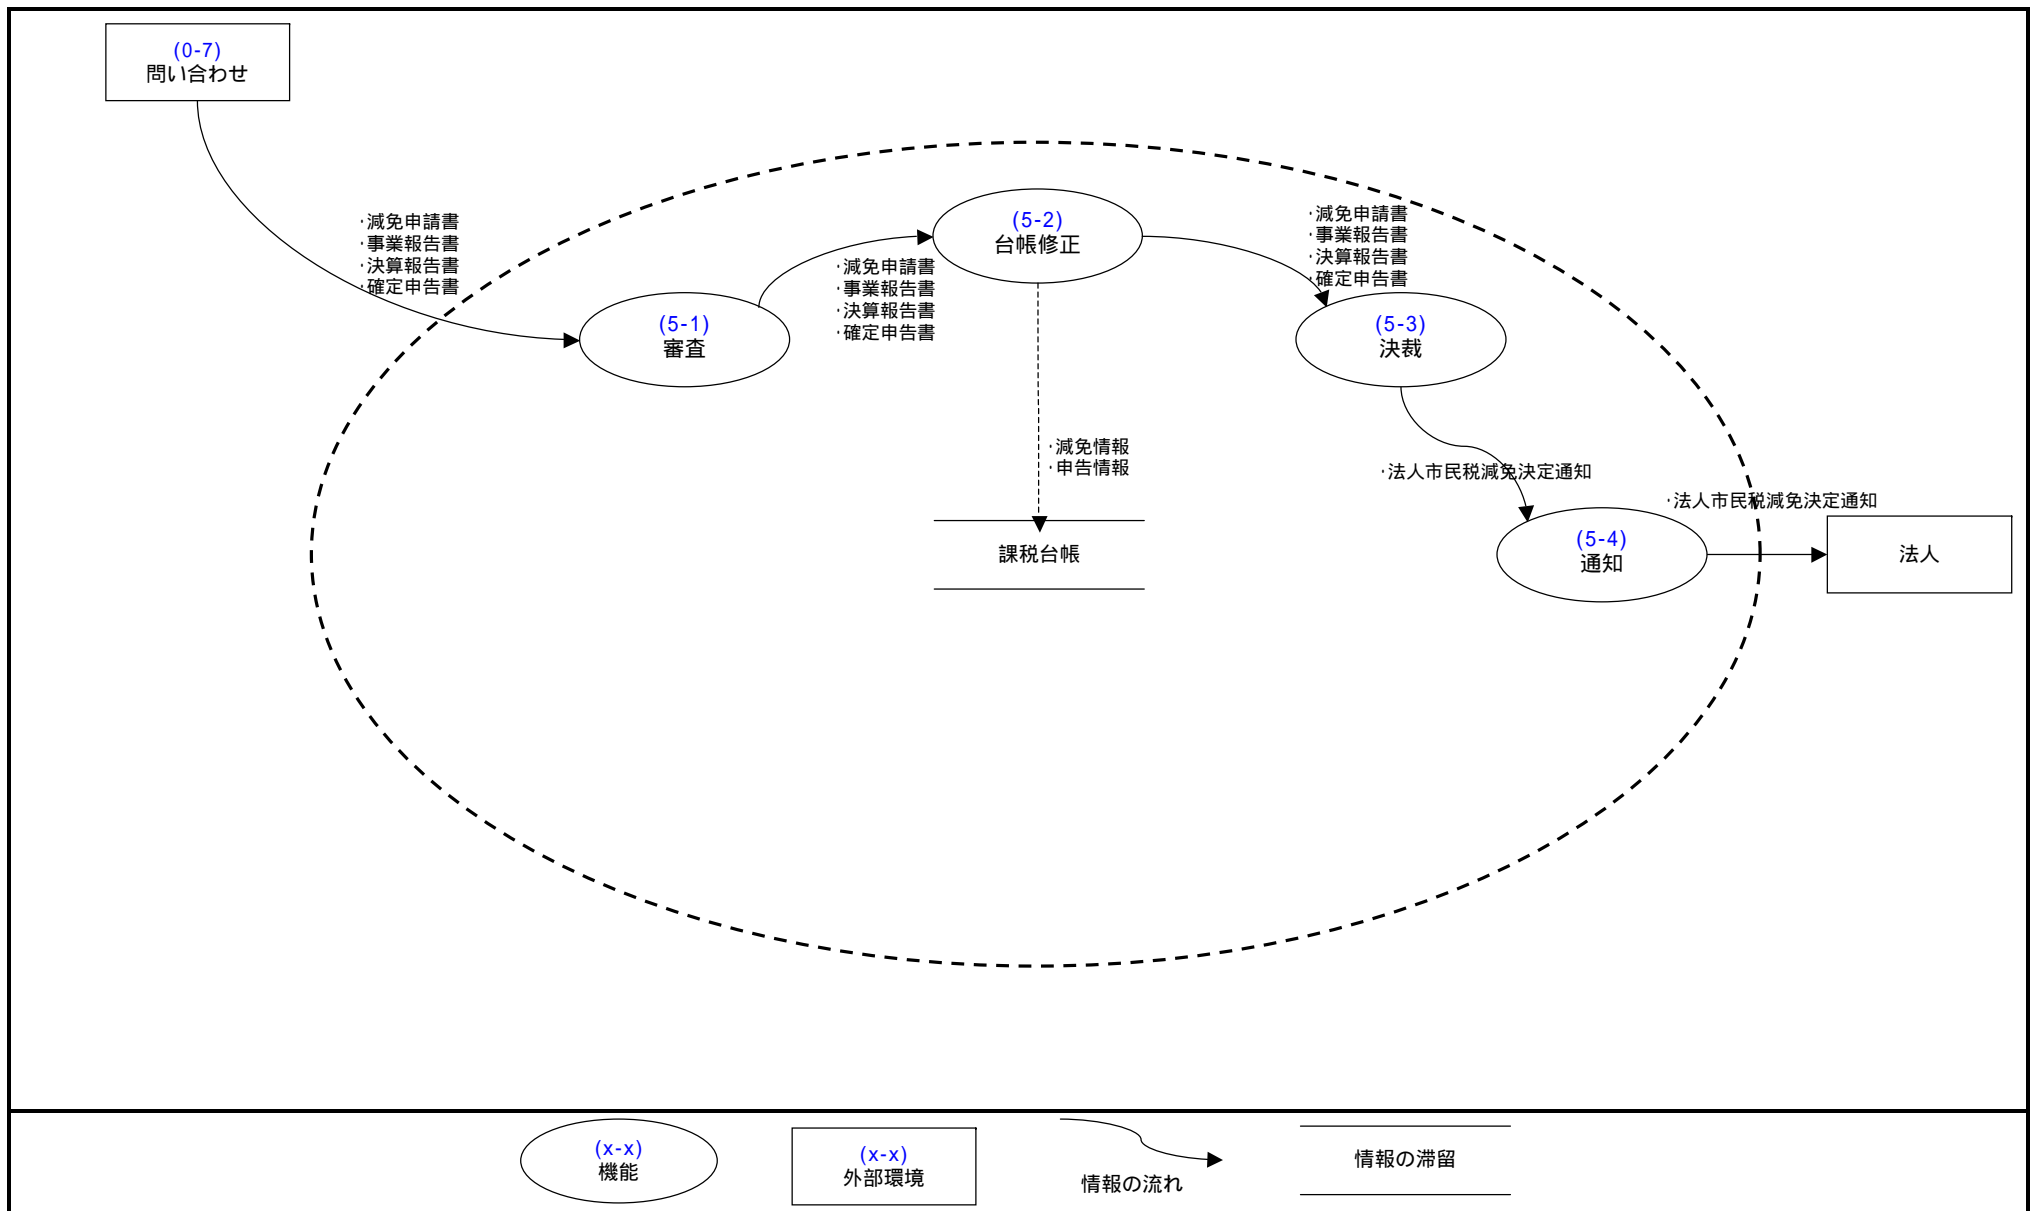 (0-7)
問い合わせ
･減免申請書
･事業報告書
･決算報告書
･確定申告書
(5-1)
審査
･減免申請書
･事業報告書
･決算報告書
･確定申告書
(5-2)
台帳修正
･減免申請書
･事業報告書
･決算報告書
･確定申告書
(5-3)
決裁
･減免情報
･申告情報
課税台帳
･法人市民税減免決定通知
(5-4)
通知
･法人市民税減免決定通知
法人
(x-x)
機能
(x-x)
外部環境
情報の流れ
情報の滞留